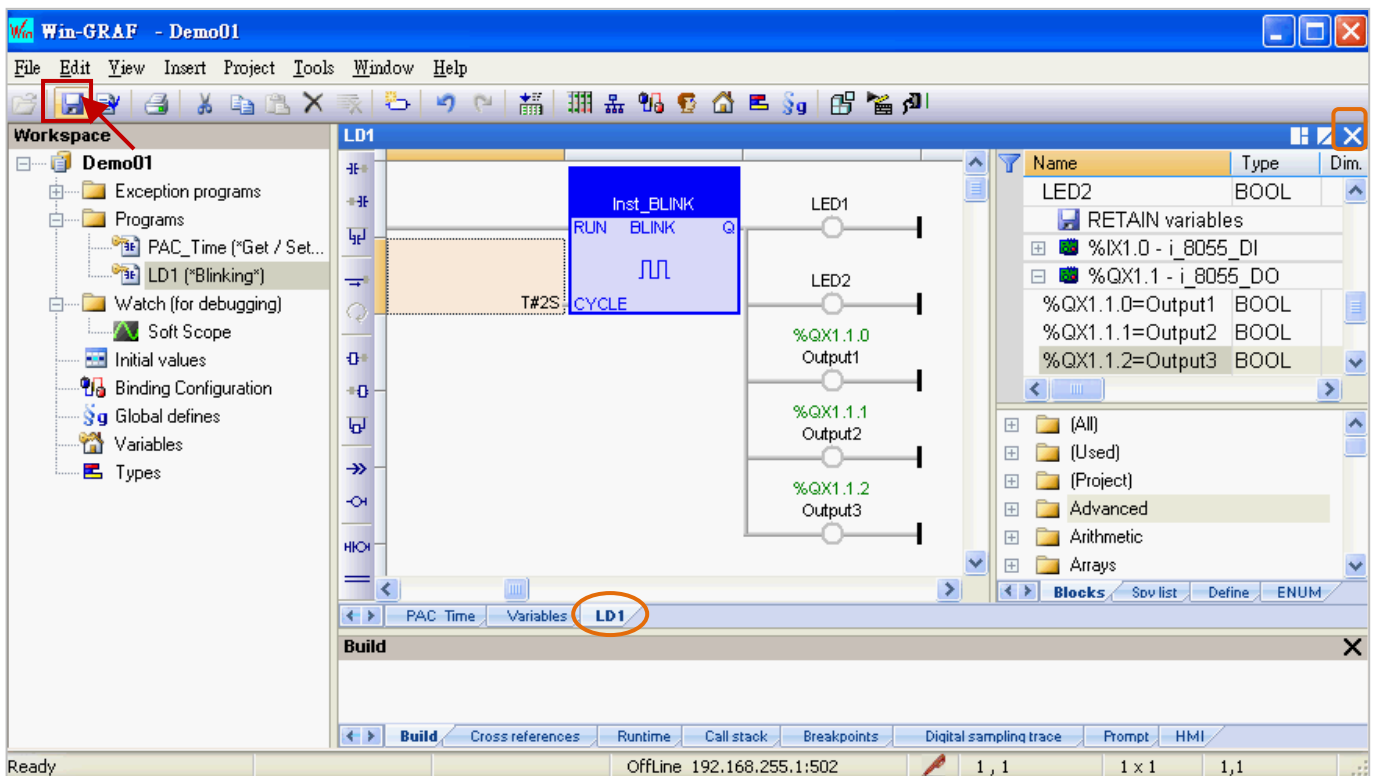 Win-GRAF - Demo01
File Edit View Insert Project Tools Window Help
Workspace
Demo01
Exception programs
Programs
PAC_Time (*Get / Set...
LD1 (*Blinking*)
Watch (for debugging)
Soft Scope
Initial values
Binding Configuration
Global defines
Variables
Types
LD1
Inst_BLINK
RUN BLINK Q
T#2S CYCLE
LED1
LED2
%QX1.1.0
Output1
%QX1.1.1
Output2
%QX1.1.2
Output3
Name Type Dim.
LED2 BOOL
RETAIN variables
%IX1.0 - i_8055_DI
%QX1.1 - i_8055_DO
%QX1.1.0=Output1 BOOL
%QX1.1.1=Output2 BOOL
%QX1.1.2=Output3 BOOL
(All)
(Used)
(Project)
Advanced
Arithmetic
Arrays
Blocks Spy list Define ENUM
PAC_Time Variables LD1
Build
Build Cross references Runtime Call stack Breakpoints Digital sampling trace Prompt HMI
Ready OffLine 192.168.255.1:502 1 , 1 1 x 1 1,1